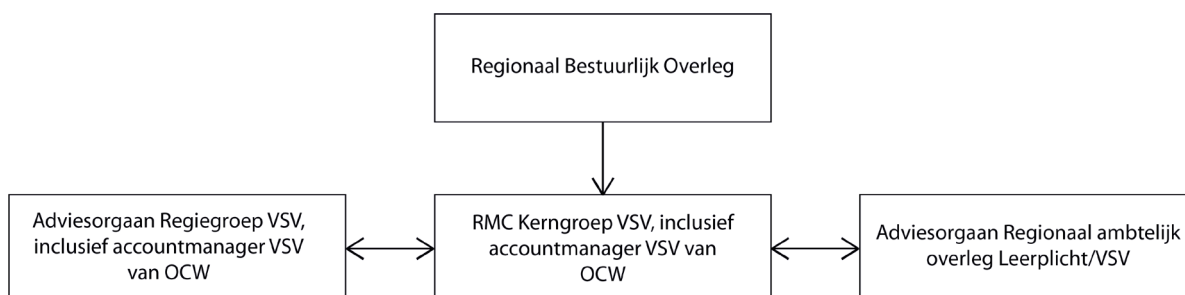 Regionaal Bestuurlijk Overleg
Adviesorgaan Regiegroep VSV,
inclusief accountmanager VSV
van OCW
RMC Kerngroep VSV, inclusief
accountmanager VSV van
OCW
Adviesorgaan Regionaal ambtelijk
overleg Leerplicht/VSV